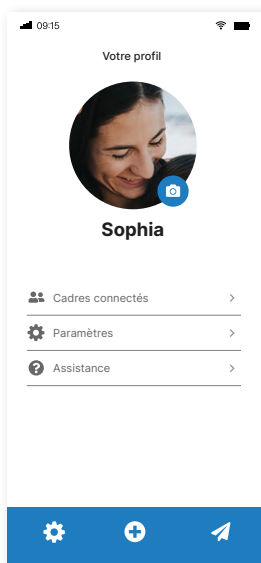 09:15
Votre profil
Sophia
Cadres connectés
Paramètres
Assistance